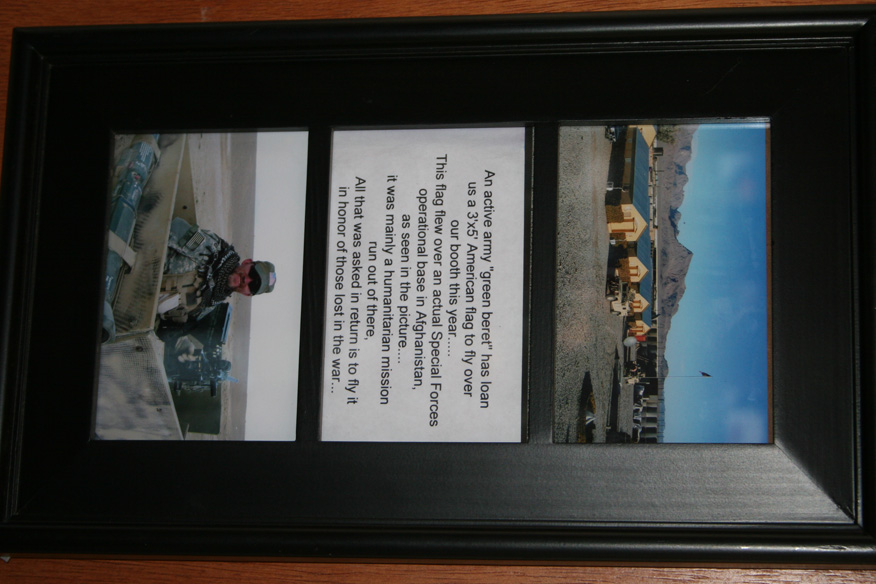 An active army "green beret" has loan
us a 3'x5' American flag to fly over
our booth this year.....
This flag flew over an actual Special Forces
operational base in Afghanistan,
as seen in the picture....
it was mainly a humanitarian mission
run out of there,
All that was asked in return is to fly it
in honor of those lost in the war...